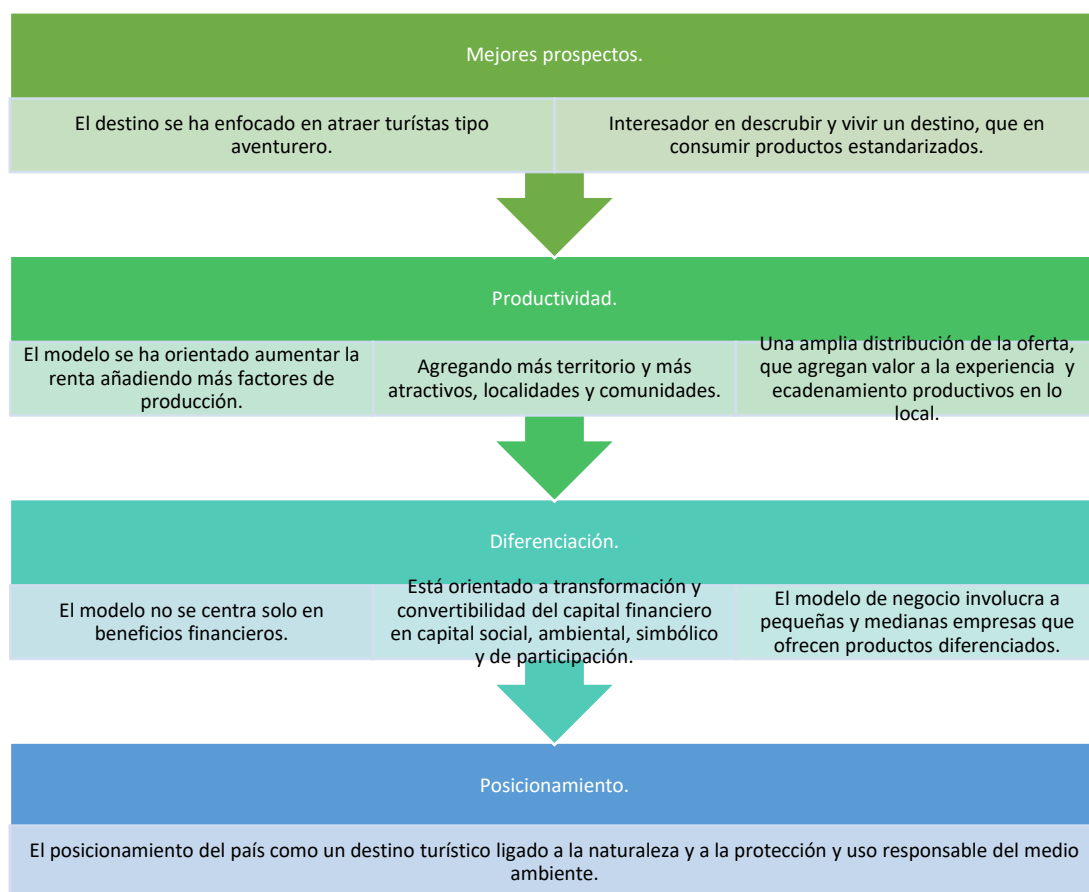 Mejores prospectos.
El destino se ha enfocado en atraer turístas tipo
aventurero.
Interesador en descrubir y vivir un destino, que en
consumir productos estandarizados.
Productividad.
El modelo se ha orientado aumentar la
renta añadiendo más factores de
producción.
Agregando más territorio y más
atractivos, localidades y comunidades.
Una amplia distribución de la oferta,
que agregan valor a la experiencia y
ecadenamiento productivos en lo
local.
Diferenciación.
El modelo no se centra solo en
beneficios financieros.
Está orientado a transformación y
convertibilidad del capital financiero
en capital social, ambiental, simbólico
y de participación.
El modelo de negocio involucra a
pequeñas y medianas empresas que
ofrecen productos diferenciados.
Posicionamiento.
El posicionamiento del país como un destino turístico ligado a la naturaleza y a la protección y uso responsable del medio
ambiente.